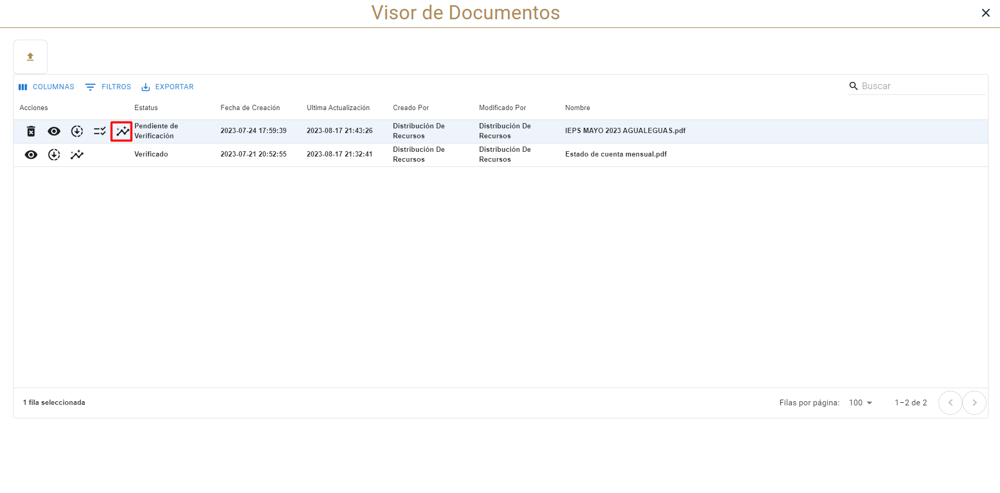 Visor de Documentos
COLUMNAS FILTROS EXPORTAR Buscar
Acciones Estatus Fecha de Creación Ultima Actualización Creado Por Modificado Por Nombre
Pendiente de Verificación 2023-07-24 17:59:39 2023-08-17 21:43:26 Distribución De Recursos Distribución De Recursos IEPS MAYO 2023 AGUALEGUAS.pdf
Verificado 2023-07-21 20:52:55 2023-08-17 21:32:41 Distribución De Recursos Distribución De Recursos Estado de cuenta mensual.pdf
1 fila seleccionada Filas por página: 100 1–2 de 2